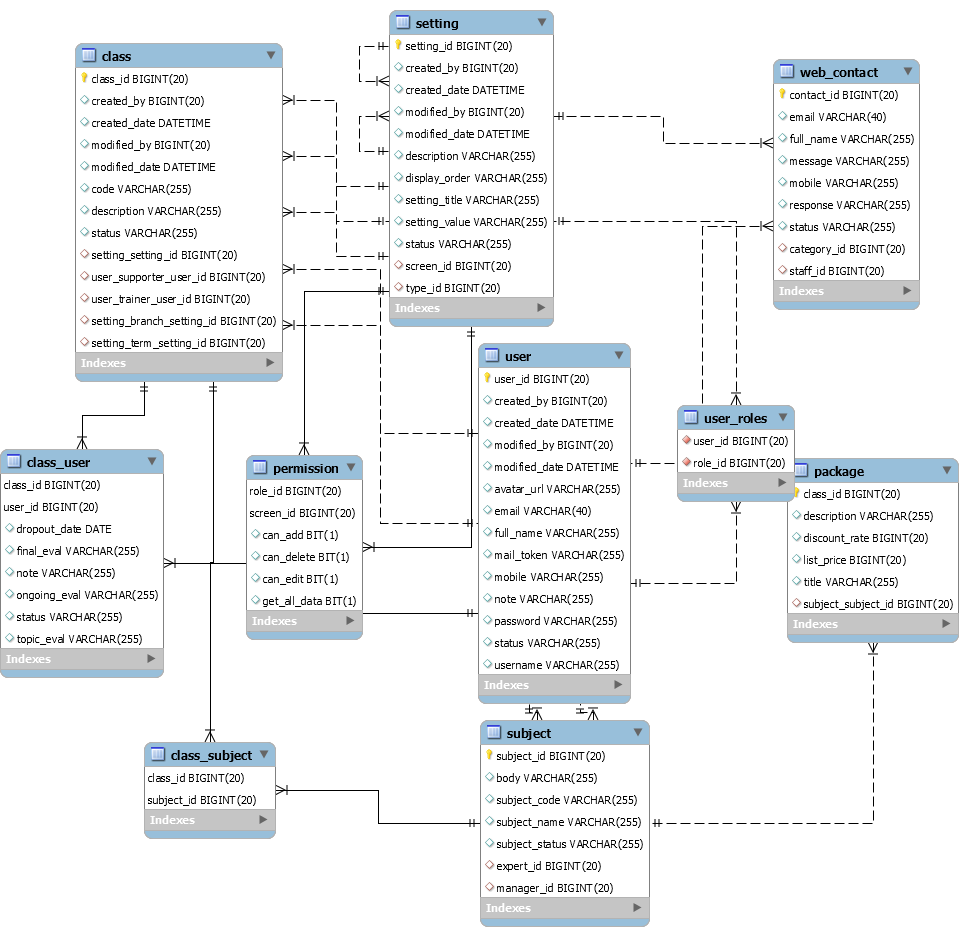 setting
setting_id BIGINT(20)
created_by BIGINT(20)
created_date DATETIME
modified_by BIGINT(20)
modified_date DATETIME
description VARCHAR(255)
display_order VARCHAR(255)
setting_title VARCHAR(255)
setting_value VARCHAR(255)
status VARCHAR(255)
screen_id BIGINT(20)
type_id BIGINT(20)
Indexes
class
class_id BIGINT(20)
created_by BIGINT(20)
created_date DATETIME
modified_by BIGINT(20)
modified_date DATETIME
code VARCHAR(255)
description VARCHAR(255)
status VARCHAR(255)
setting_setting_id BIGINT(20)
user_supporter_user_id BIGINT(20)
user_trainer_user_id BIGINT(20)
setting_branch_setting_id BIGINT(20)
setting_term_setting_id BIGINT(20)
Indexes
web_contact
contact_id BIGINT(20)
email VARCHAR(40)
full_name VARCHAR(255)
message VARCHAR(255)
mobile VARCHAR(255)
response VARCHAR(255)
status VARCHAR(255)
category_id BIGINT(20)
staff_id BIGINT(20)
Indexes
user
user_id BIGINT(20)
created_by BIGINT(20)
created_date DATETIME
modified_by BIGINT(20)
modified_date DATETIME
avatar_url VARCHAR(255)
email VARCHAR(40)
full_name VARCHAR(255)
mail_token VARCHAR(255)
mobile VARCHAR(255)
note VARCHAR(255)
password VARCHAR(255)
status VARCHAR(255)
username VARCHAR(255)
Indexes
user_roles
user_id BIGINT(20)
role_id BIGINT(20)
Indexes
package
class_id BIGINT(20)
description VARCHAR(255)
discount_rate BIGINT(20)
list_price BIGINT(20)
title VARCHAR(255)
subject_subject_id BIGINT(20)
Indexes
class_user
class_id BIGINT(20)
user_id BIGINT(20)
dropout_date DATE
final_eval VARCHAR(255)
note VARCHAR(255)
ongoing_eval VARCHAR(255)
status VARCHAR(255)
topic_eval VARCHAR(255)
Indexes
permission
role_id BIGINT(20)
screen_id BIGINT(20)
can_add BIT(1)
can_delete BIT(1)
can_edit BIT(1)
get_all_data BIT(1)
Indexes
class_subject
class_id BIGINT(20)
subject_id BIGINT(20)
Indexes
subject
subject_id BIGINT(20)
body VARCHAR(255)
subject_code VARCHAR(255)
subject_name VARCHAR(255)
subject_status VARCHAR(255)
expert_id BIGINT(20)
manager_id BIGINT(20)
Indexes